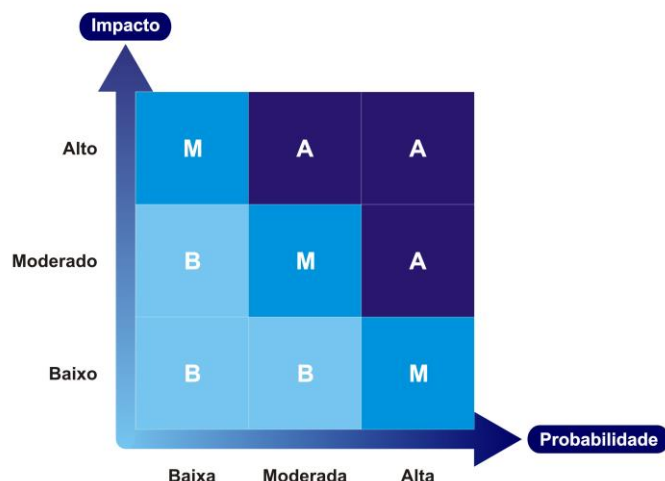 Impacto
Alto M A A
Moderado B M A
Baixo B B M
Probabilidade
Baixa Moderada Alta